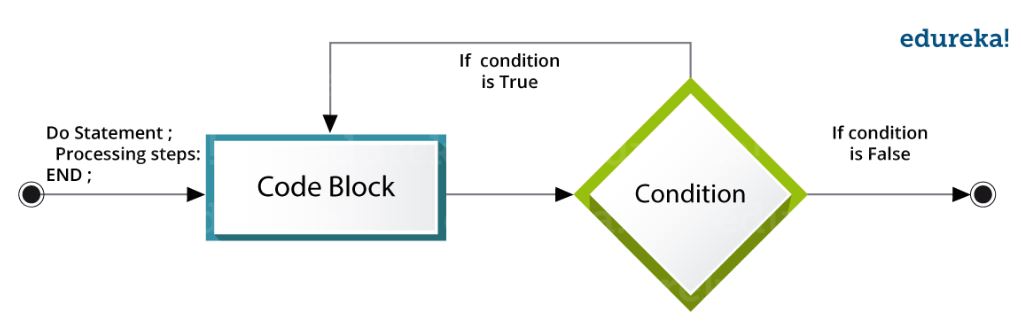 edureka!
If condition
is True
Do Statement ;
Processing steps:
END ;
Code Block
Condition
If condition
is False